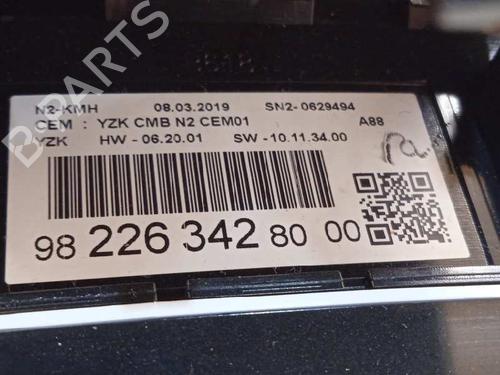 B-PARTS
N2-KMH 08.03.2019 SN2- 0629494
CEM : YZK CMB N2 CEM01 A88
YZK HW - 06.20.01 SW -10.11.34.00
98 226 342 80 00